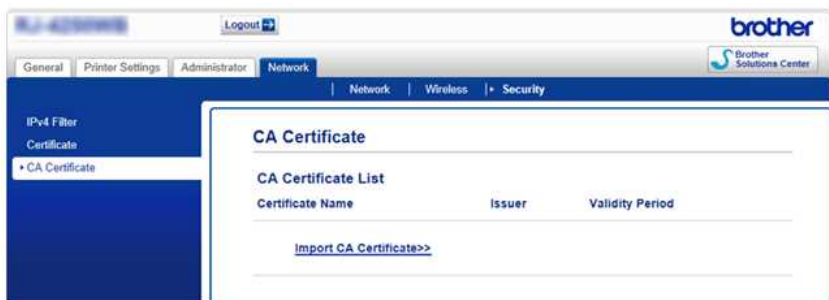 Logout
brother
General Printer Settings Administrator Network
Brother
Solutions Center
Network | Wireless | Security
IPv4 Filter
Certificate
CA Certificate
CA Certificate
CA Certificate List
Certificate Name Issuer Validity Period
Import CA Certificate>>